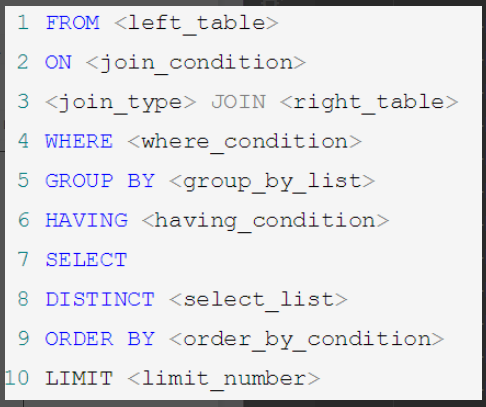 1 FROM <left_table>
2 ON <join_condition>
3 <join_type> JOIN <right_table>
4 WHERE <where_condition>
5 GROUP BY <group_by_list>
6 HAVING <having_condition>
7 SELECT
8 DISTINCT <select_list>
9 ORDER BY <order_by_condition>
10 LIMIT <limit_number>